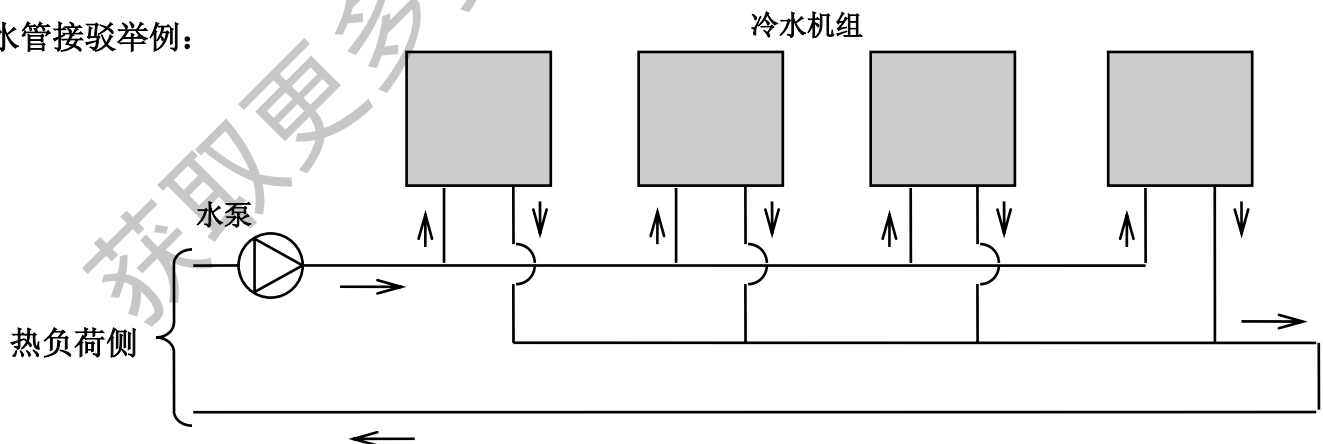 水管接驳举例：
冷水机组
水泵
热负荷侧
获取更多